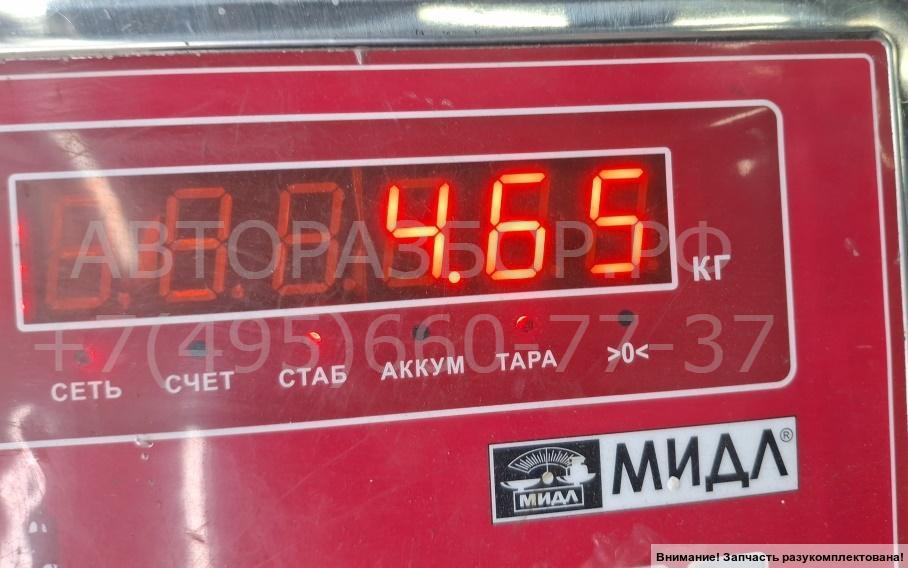 4.65
АВТОРАЗБОР.РФ
КГ
+7(495)660-77-37
СЕТЬ СЧЕТ СТАБ АККУМ ТАРА >0<
МИДЛ МИДЛ®
Внимание! Запчасть разукомплектована!